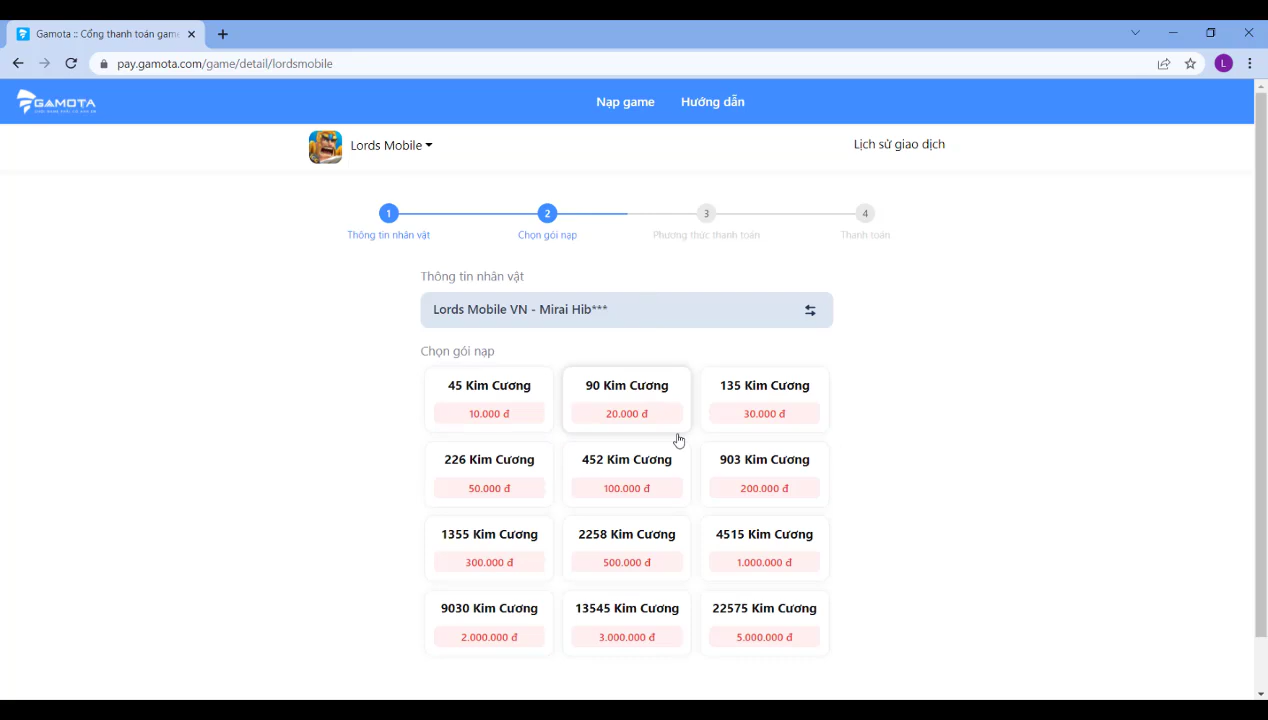 Gamota :: Cổng thanh toán gam
pay.gamota.com/game/detail/lordsmobile
L
GAMOTA
Nạp game
Hướng dẫn
Lords Mobile
Lịch sử giao dịch
1
2
3
4
Thông tin nhân vật
Chọn gói nạp
Phương thức thanh toán
Thanh toán
Thông tin nhân vật
Lords Mobile VN - Mirai Hib***
Chọn gói nạp
45 Kim Cương
10.000 đ
90 Kim Cương
20.000 đ
135 Kim Cương
30.000 đ
226 Kim Cương
50.000 đ
452 Kim Cương
100.000 đ
903 Kim Cương
200.000 đ
1355 Kim Cương
300.000 đ
2258 Kim Cương
500.000 đ
4515 Kim Cương
1.000.000 đ
9030 Kim Cương
2.000.000 đ
13545 Kim Cương
3.000.000 đ
22575 Kim Cương
5.000.000 đ